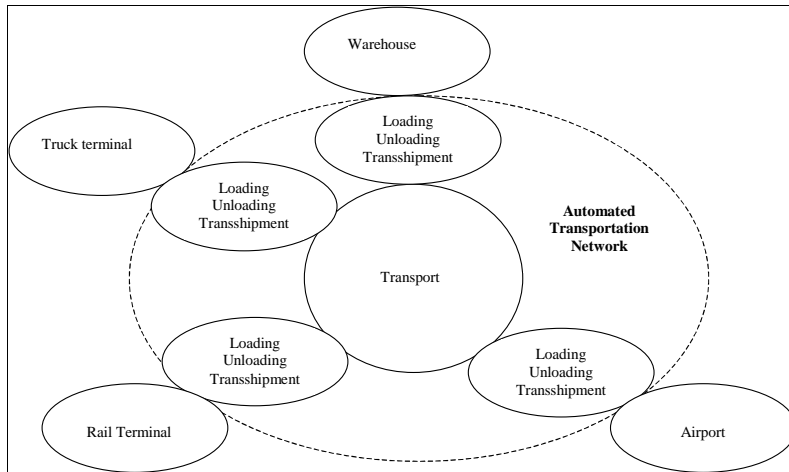 Warehouse
Loading
Unloading
Transshipment
Truck terminal
Loading
Unloading
Transshipment
Automated
Transportation
Network
Transport
Loading
Unloading
Transshipment
Loading
Unloading
Transshipment
Rail Terminal
Airport